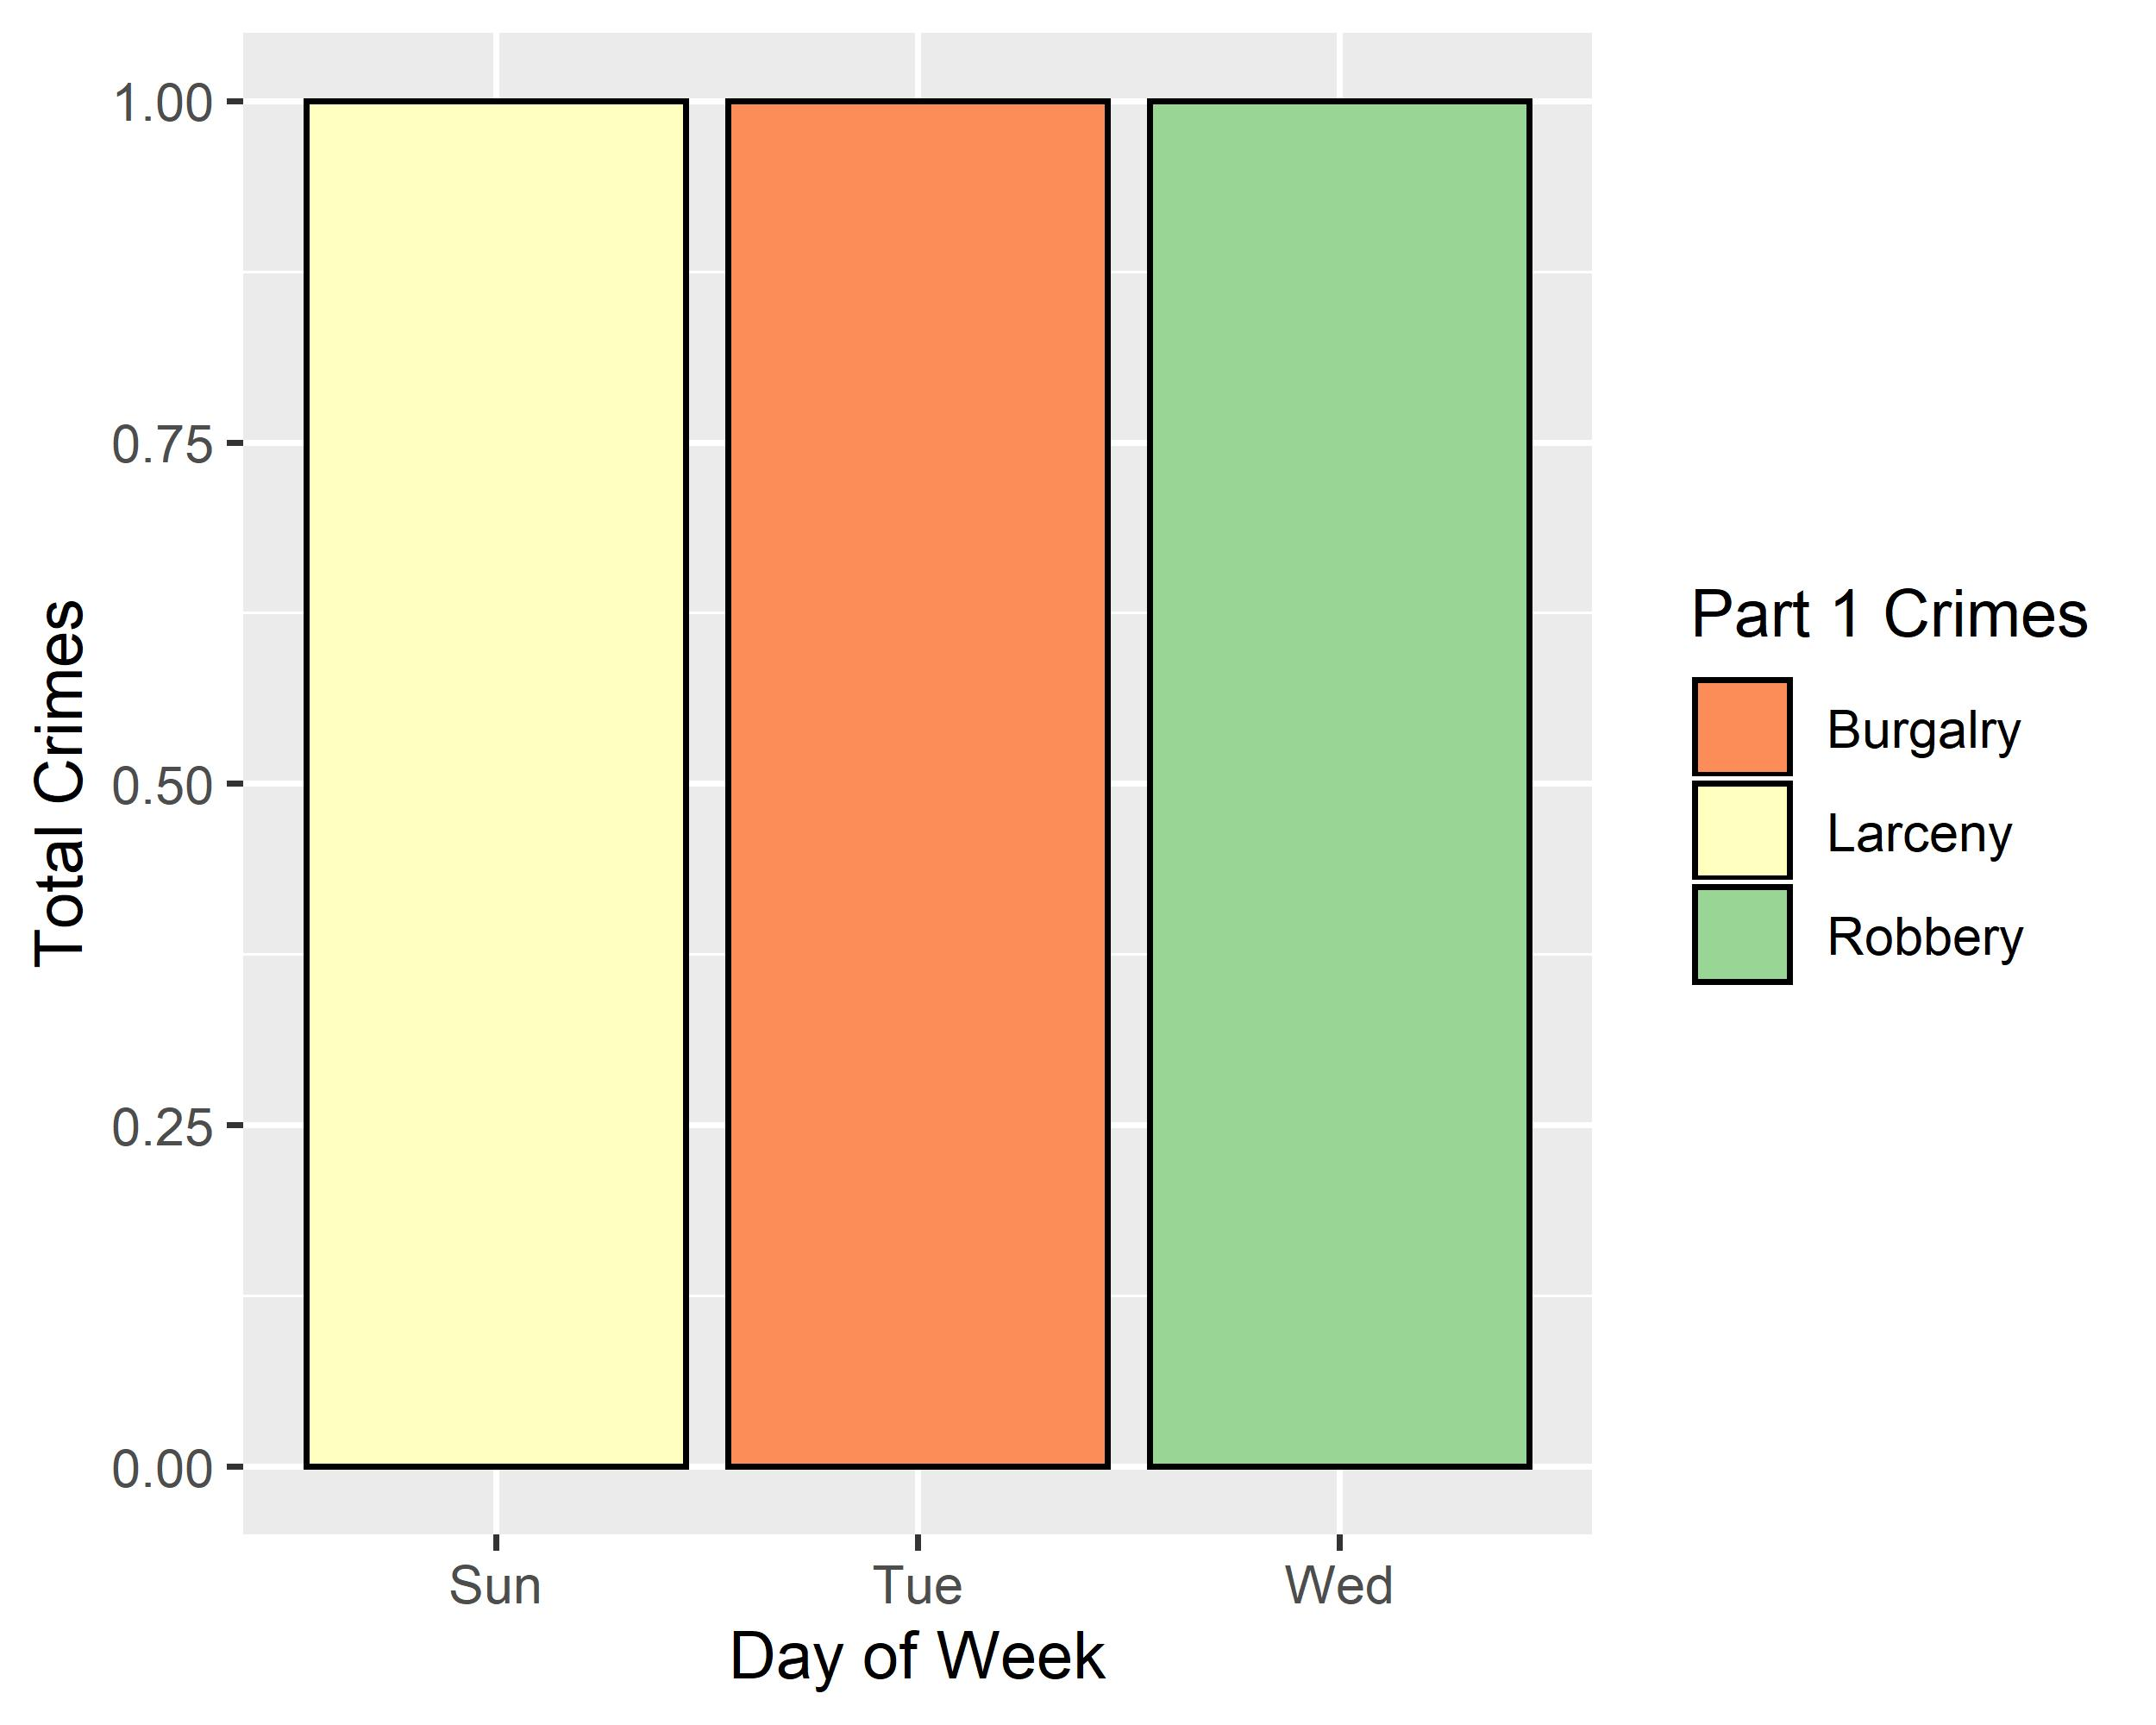 1.00
0.75
0.50
0.25
0.00
Total Crimes
Sun Tue Wed
Day of Week
Part 1 Crimes
Burgalry
Larceny
Robbery